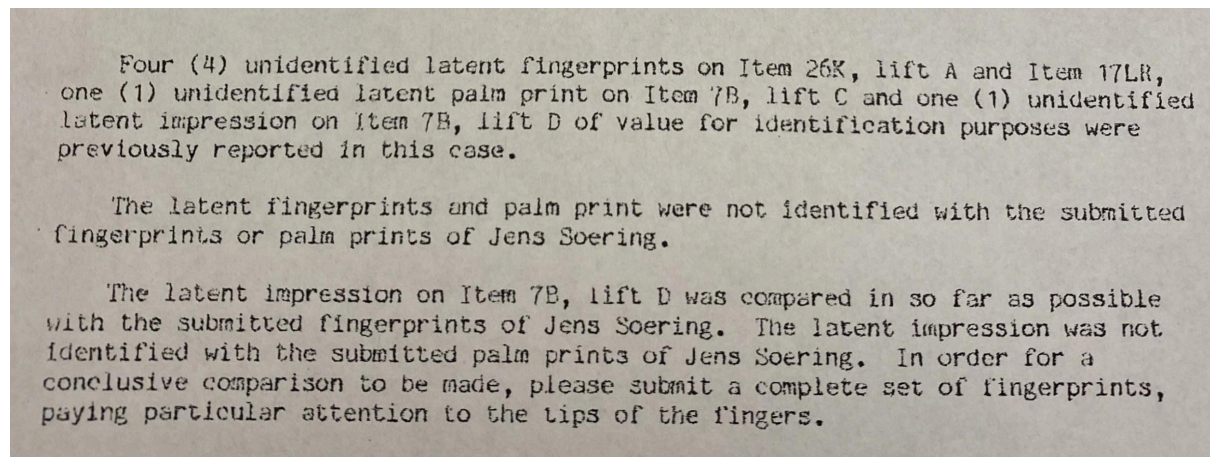 Four (4) unidentified latent fingerprints on Item 26K, lift A and Item 17LR,
one (1) unidentified latent palm print on Item 7B, lift C and one (1) unidentified
latent impression on Item 7B, lift D of value for identification purposes were
previously reported in this case.
The latent fingerprints and palm print were not identified with the submitted
fingerprints or palm prints of Jens Soering.
The latent impression on Item 7B, lift D was compared in so far as possible
with the submitted fingerprints of Jens Soering. The latent impression was not
identified with the submitted palm prints of Jens Soering. In order for a
conclusive comparison to be made, please submit a complete set of fingerprints,
paying particular attention to the tips of the fingers.